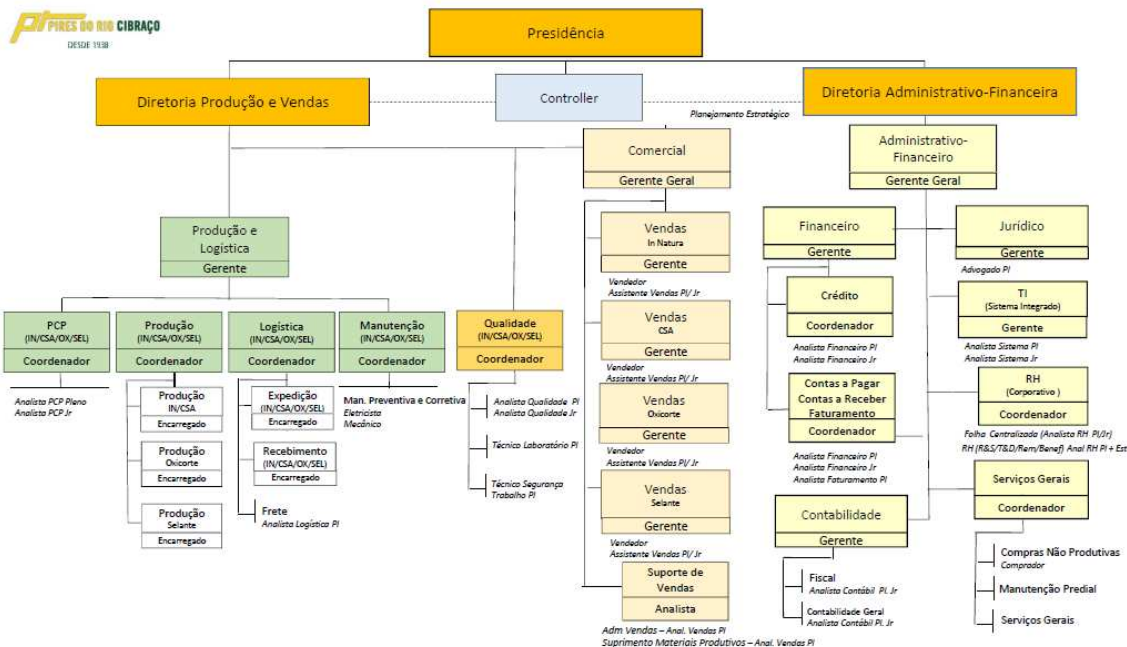 PIRES DO RIO CIBRAÇO
DESDE 1938
Presidência
Diretoria Produção e Vendas
Controller
Diretoria Administrativo-Financeira
Planejamento Estratégico
Comercial
Gerente Geral
Administrativo-
Financeiro
Gerente Geral
Produção e
Logística
Gerente
PCP
(IN/CSA/OX/SEL)
Coordenador
Analista PCP Pleno
Analista PCP Jr
Produção
(IN/CSA/OX/SEL)
Coordenador
Produção
IN/CSA
Encarregado
Produção
Oxicorte
Encarregado
Produção
Selante
Encarregado
Logística
(IN/CSA/OX/SEL)
Coordenador
Expedição
(IN/CSA/OX/SEL)
Encarregado
Recebimento
(IN/CSA/OX/SEL)
Encarregado
Frete
Analista Logística Pl
Manutenção
(IN/CSA/OX/SEL)
Coordenador
Man. Preventiva e Corretiva
Eletricista
Mecânico
Qualidade
(IN/CSA/OX/SEL)
Coordenador
Analista Qualidade Pl
Analista Qualidade Jr
Técnico Laboratório Pl
Técnico Segurança
Trabalho Pl
Vendas
In Natura
Gerente
Vendedor
Assistente Vendas Pl/ Jr
Vendas
CSA
Gerente
Vendedor
Assistente Vendas Pl/ Jr
Vendas
Oxicorte
Gerente
Vendedor
Assistente Vendas Pl/ Jr
Vendas
Selante
Gerente
Vendedor
Assistente Vendas Pl/ Jr
Suporte de
Vendas
Analista
Adm Vendas – Anal. Vendas Pl
Suprimento Materiais Produtivos – Anal. Vendas Pl
Financeiro
Gerente
Crédito
Coordenador
Analista Financeiro Pl
Analista Financeiro Jr
Contas a Pagar
Contas a Receber
Faturamento
Coordenador
Analista Financeiro Pl
Analista Financeiro Jr
Analista Faturamento Pl
Contabilidade
Gerente
Fiscal
Analista Contábil Pl. Jr
Contabilidade Geral
Analista Contábil Pl. Jr
Jurídico
Gerente
Advogado Pl
TI
(Sistema Integrado)
Gerente
Analista Sistema Pl
Analista Sistema Jr
RH
(Corporativo )
Coordenador
Folha Centralizada (Analista RH Pl/Jr)
RH (R&S/T&D/Rem/Benef) Anal RH Pl + Est
Serviços Gerais
Coordenador
Compras Não Produtivas
Comprador
Manutenção Predial
Serviços Gerais